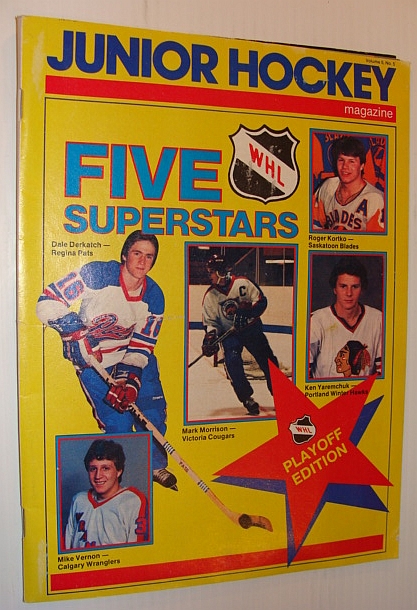 JUNIOR HOCKEY
magazine
FIVE
SUPERSTARS
WHL
Dale Derkatch —
Regina Pats
Roger Kortko —
Saskatoon Blades
BLADES
A
C
Mark Morrison —
Victoria Cougars
Ken Yaremchuk —
Portland Winter Hawks
WHL
PLAYOFF
EDITION
Mike Vernon —
Calgary Wranglers